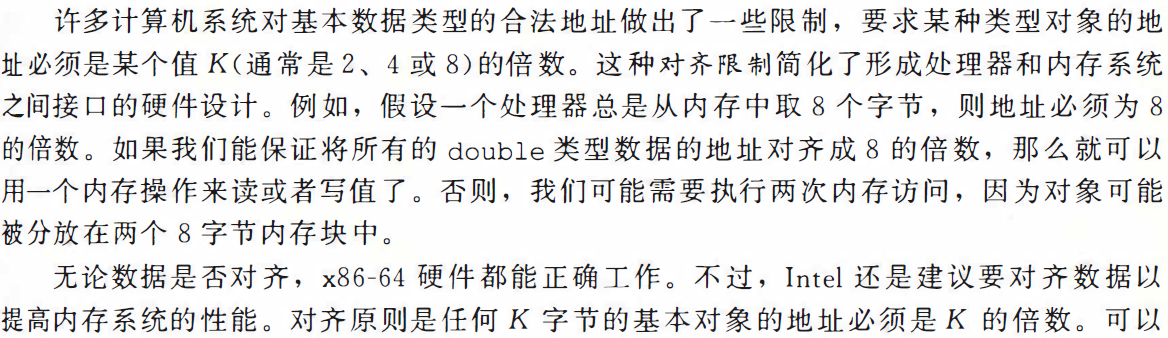 许多计算机系统对基本数据类型的合法地址做出了一些限制，要求某种类型对象的地
址必须是某个值 K(通常是 2、4 或 8)的倍数。这种对齐限制简化了形成处理器和内存系统
之间接口的硬件设计。例如，假设一个处理器总是从内存中取 8 个字节，则地址必须为 8
的倍数。如果我们能保证将所有的 double 类型数据的地址对齐成 8 的倍数，那么就可以
用一个内存操作来读或者写值了。否则，我们可能需要执行两次内存访问，因为对象可能
被分放在两个 8 字节内存块中。
无论数据是否对齐，x86-64 硬件都能正确工作。不过，Intel 还是建议要对齐数据以
提高内存系统的性能。对齐原则是任何 K 字节的基本对象的地址必须是 K 的倍数。可以